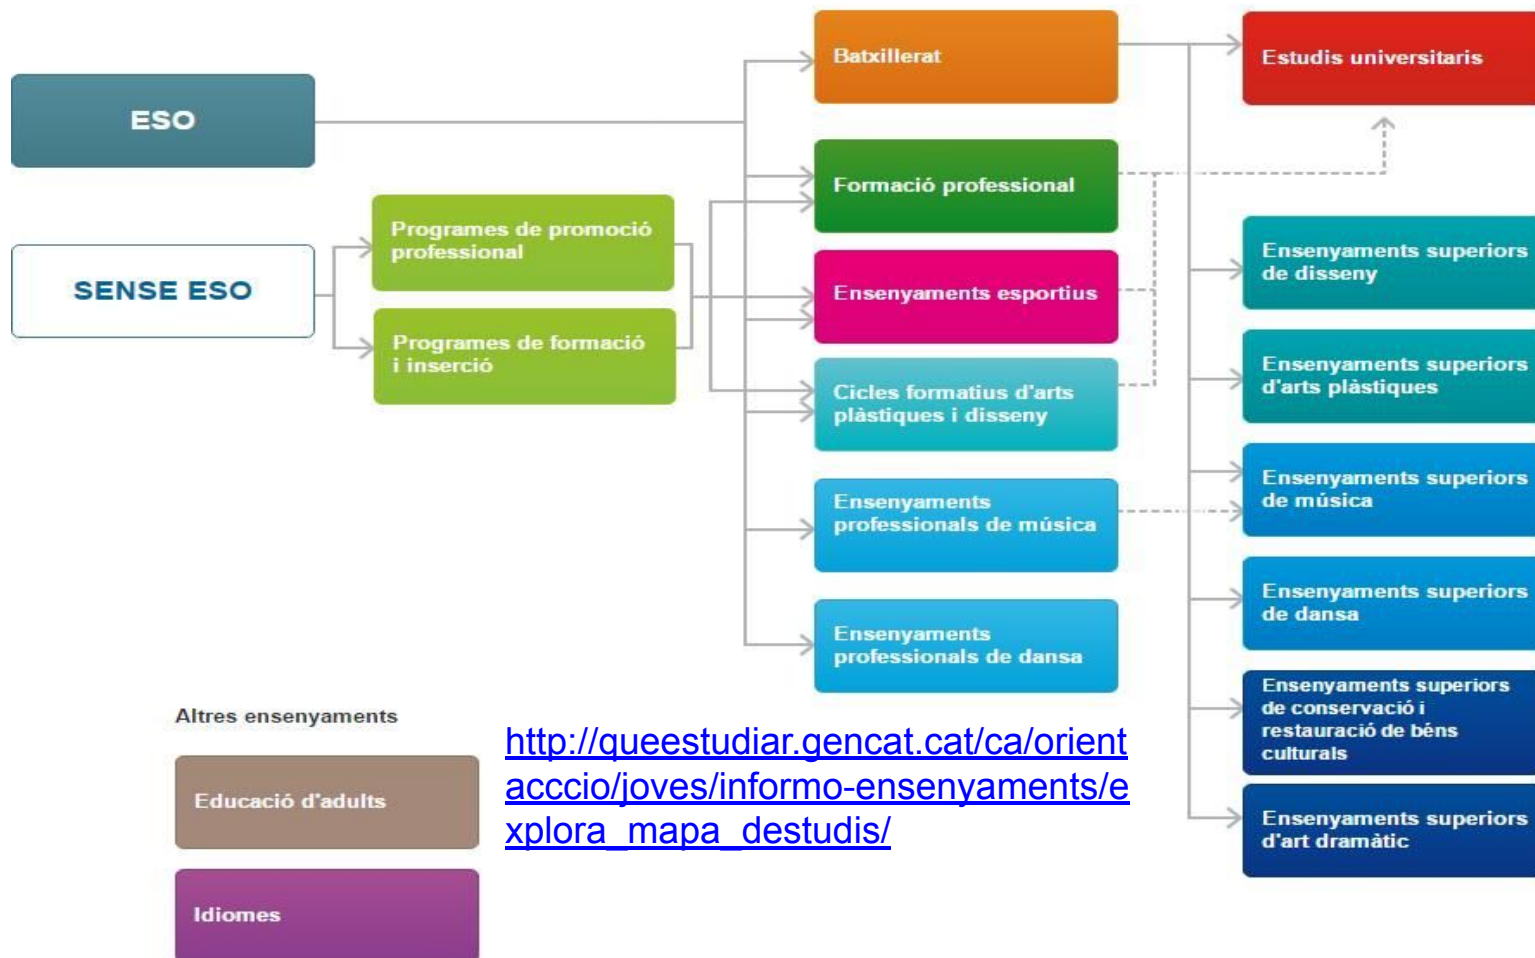 ESO
SENSE ESO
Programes de promoció
professional
Programes de formació
i inserció
Batxillerat
Formació professional
Ensenyaments esportius
Cicles formatius d'arts
plàstiques i disseny
Ensenyaments
professionals de música
Ensenyaments
professionals de dansa
Estudis universitaris
Ensenyaments superiors
de disseny
Ensenyaments superiors
d'arts plàstiques
Ensenyaments superiors
de música
Ensenyaments superiors
de dansa
Ensenyaments superiors
de conservació i
restauració de béns
culturals
Ensenyaments superiors
d'art dramàtic
Altres ensenyaments
Educació d'adults
Idiomes
http://queestudiar.gencat.cat/ca/orient
acccio/joves/informo-ensenyaments/e
xplora_mapa_destudis/